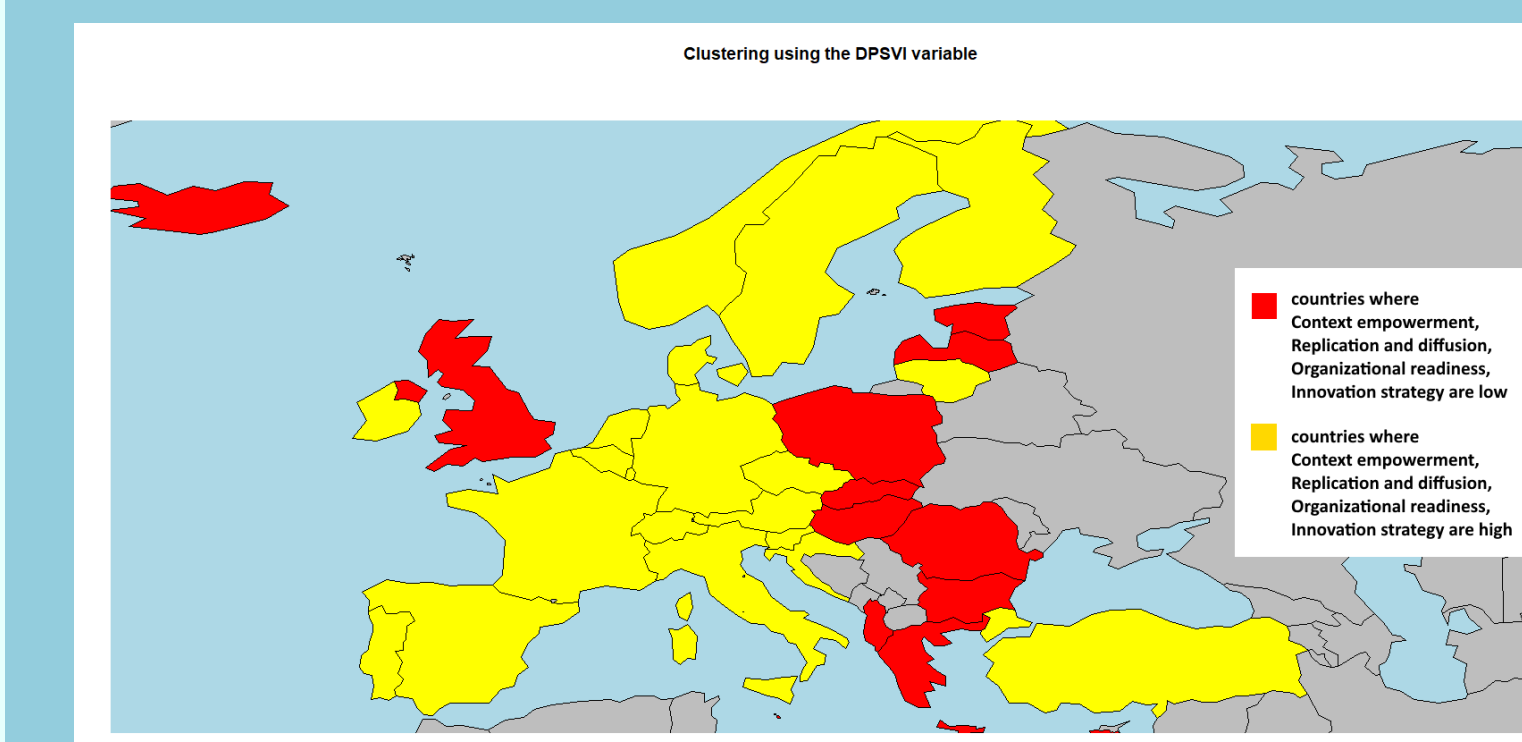 Clustering using the DPSVI variable
countries where
Context empowerment,
Replication and diffusion,
Organizational readiness,
Innovation strategy are low
countries where
Context empowerment,
Replication and diffusion,
Organizational readiness,
Innovation strategy are high